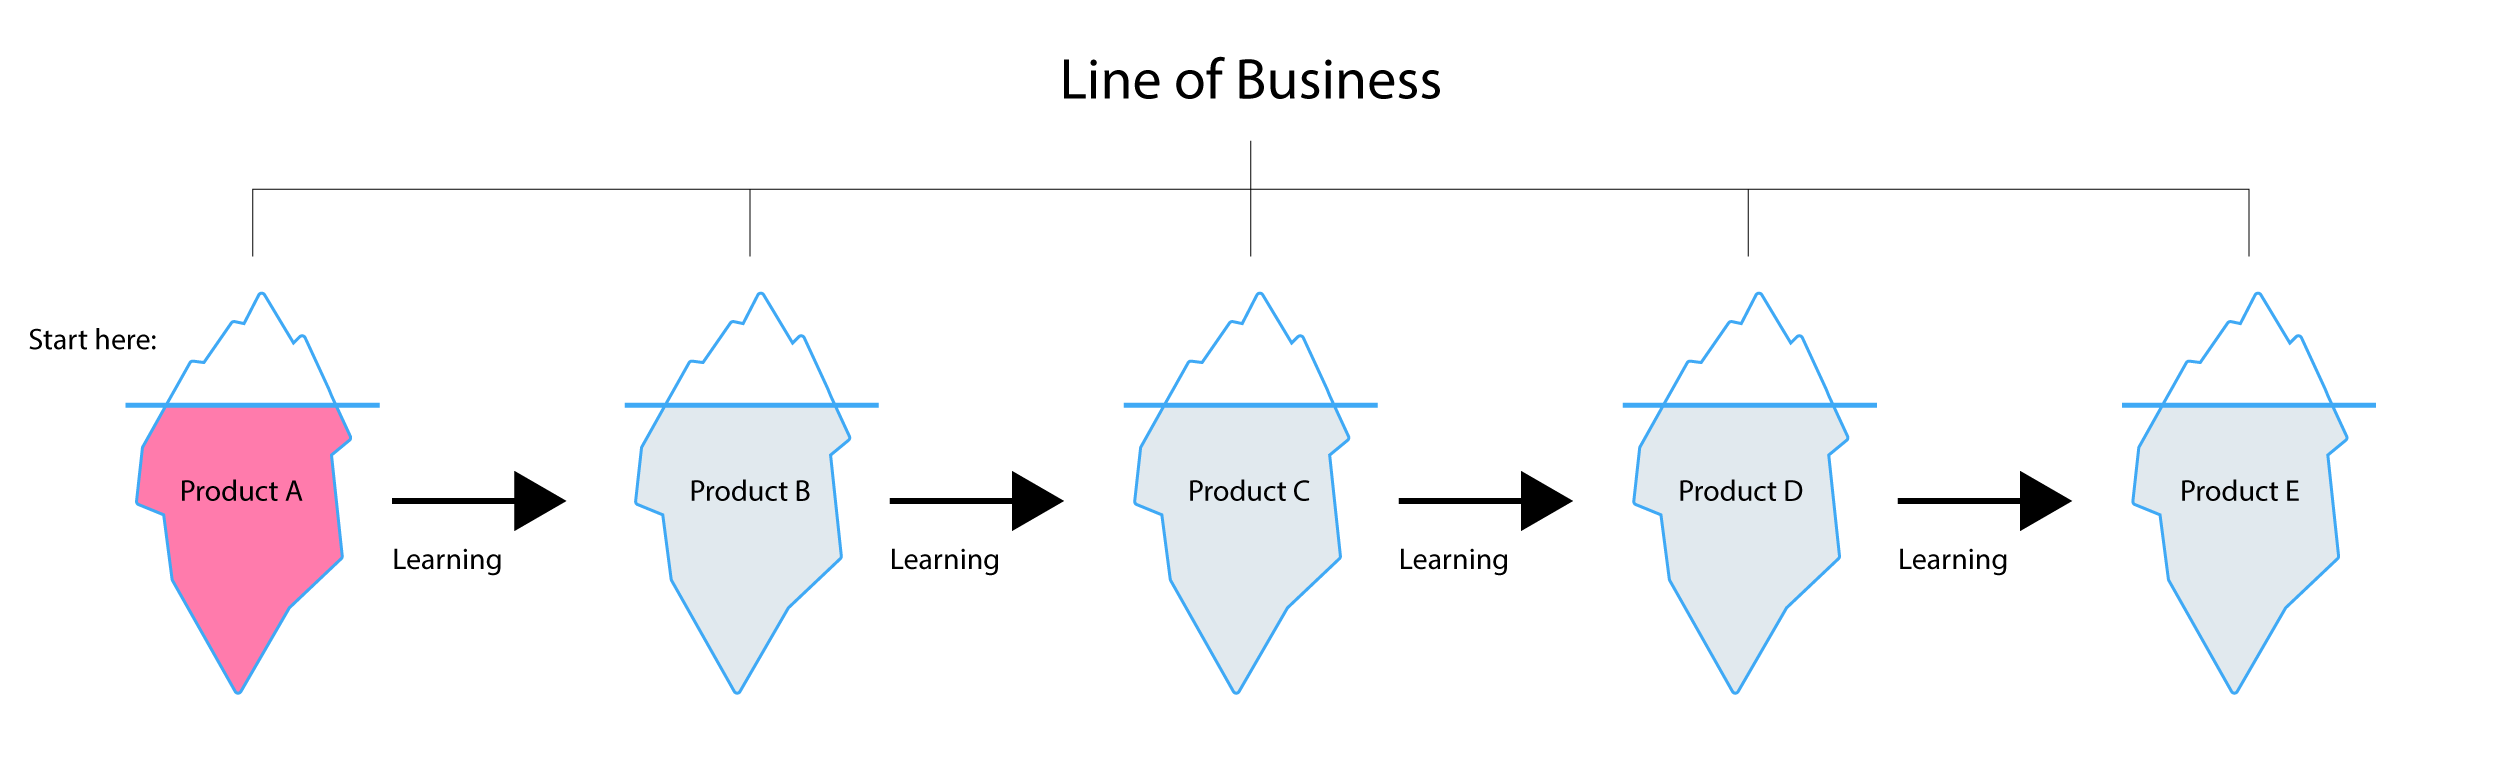 Line of Business
Start here:
Product A
Product B
Product C
Product D
Product E
Learning
Learning
Learning
Learning